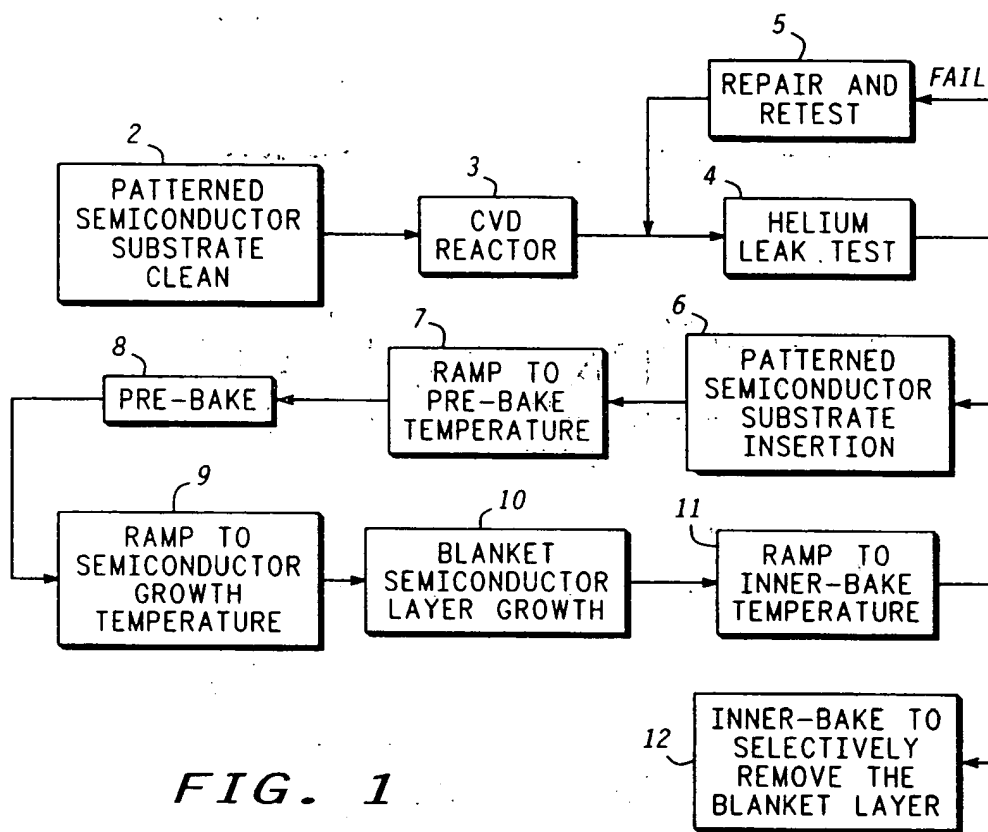 5
REPAIR AND
RETEST
FAIL
2
PATTERNED
SEMICONDUCTOR
SUBSTRATE
CLEAN
3
CVD
REACTOR
4
HELIUM
LEAK TEST
6
PATTERNED
SEMICONDUCTOR
SUBSTRATE
INSERTION
7
RAMP TO
PRE-BAKE
TEMPERATURE
8
PRE-BAKE
9
RAMP TO
SEMICONDUCTOR
GROWTH
TEMPERATURE
10
BLANKET
SEMICONDUCTOR
LAYER GROWTH
11
RAMP TO
INNER-BAKE
TEMPERATURE
12
INNER-BAKE TO
SELECTIVELY
REMOVE THE
BLANKET LAYER
FIG. 1